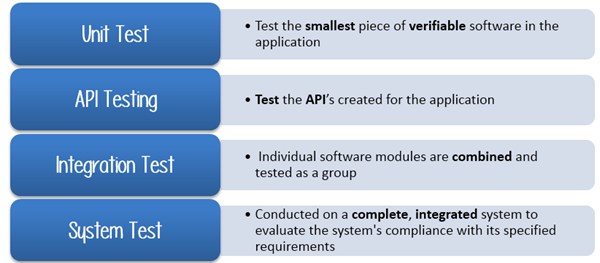 Unit Test
• Test the smallest piece of verifiable software in the
application
API Testing
• Test the API’s created for the application
Integration Test
• Individual software modules are combined and
tested as a group
System Test
• Conducted on a complete, integrated system to
evaluate the system's compliance with its specified
requirements